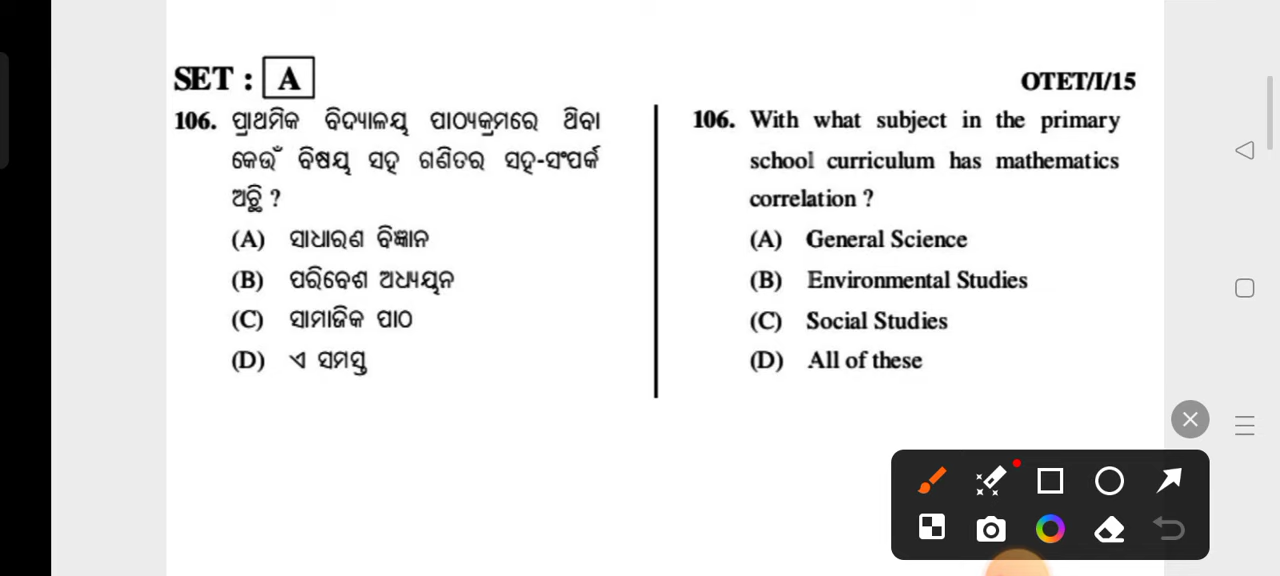 SET : A
OTET/I/15
106. ପ୍ରାଥମିକ ବିଦ୍ୟାଳୟ ପାଠ୍ୟକ୍ରମରେ ଥିବା
କେଉଁ ବିଷୟ ସହ ଗଣିତର ସହ-ସଂପର୍କ
ଅଛି ?
(A) ସାଧାରଣ ବିଜ୍ଞାନ
(B) ପରିବେଶ ଅଧ୍ୟୟନ
(C) ସାମାଜିକ ପାଠ
(D) ଏ ସମସ୍ତ
106. With what subject in the primary
school curriculum has mathematics
correlation ?
(A) General Science
(B) Environmental Studies
(C) Social Studies
(D) All of these